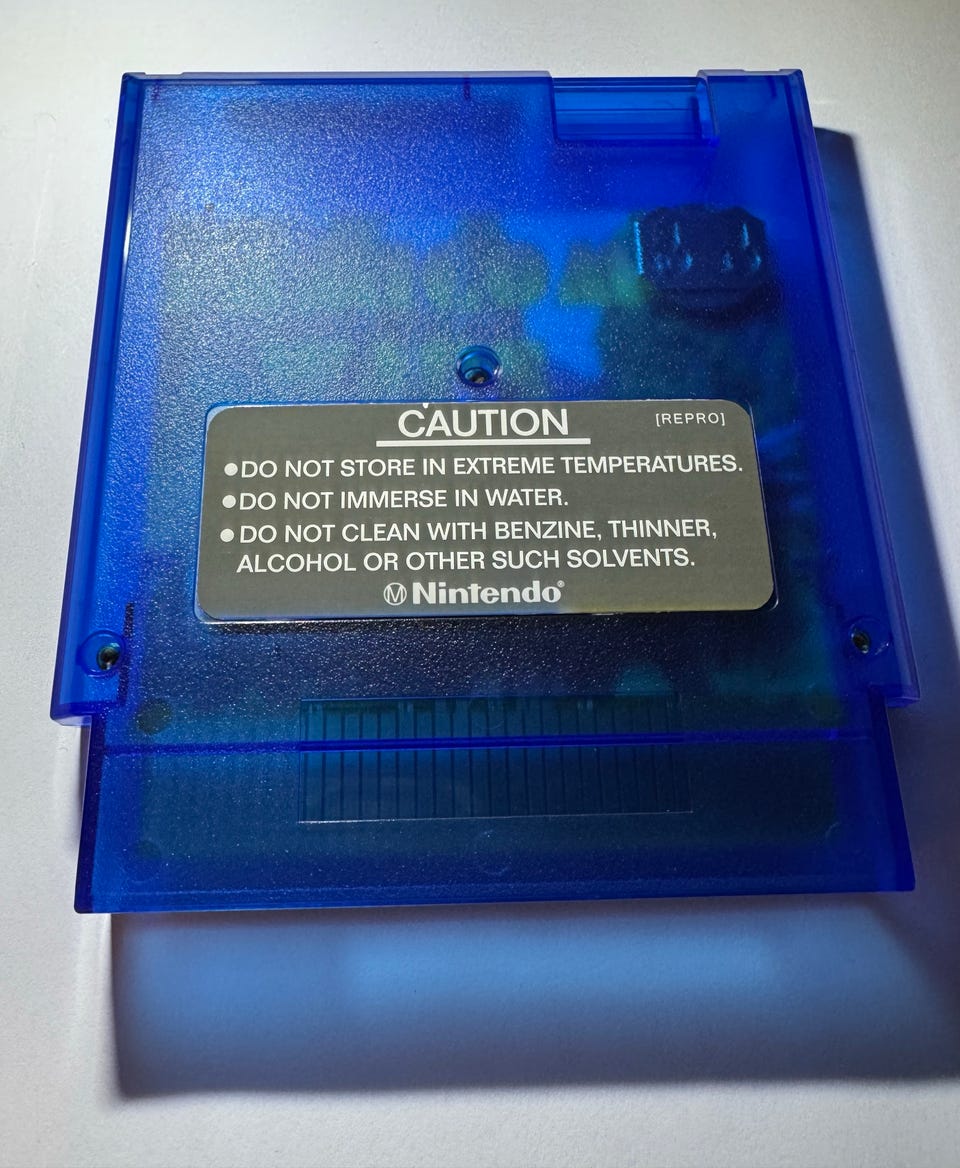 CAUTION [REPRO]
●DO NOT STORE IN EXTREME TEMPERATURES.
●DO NOT IMMERSE IN WATER.
●DO NOT CLEAN WITH BENZINE, THINNER,
ALCOHOL OR OTHER SUCH SOLVENTS.
Ⓜ Nintendo®